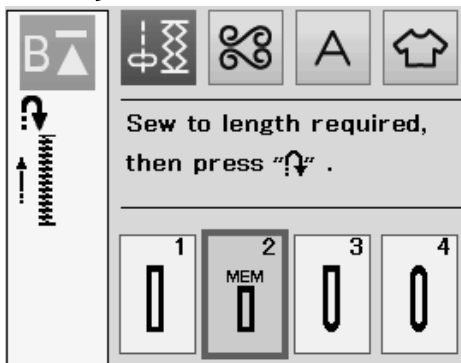 B
A
Sew to length required,
then press “ ” .
1
2
3
4
MEM